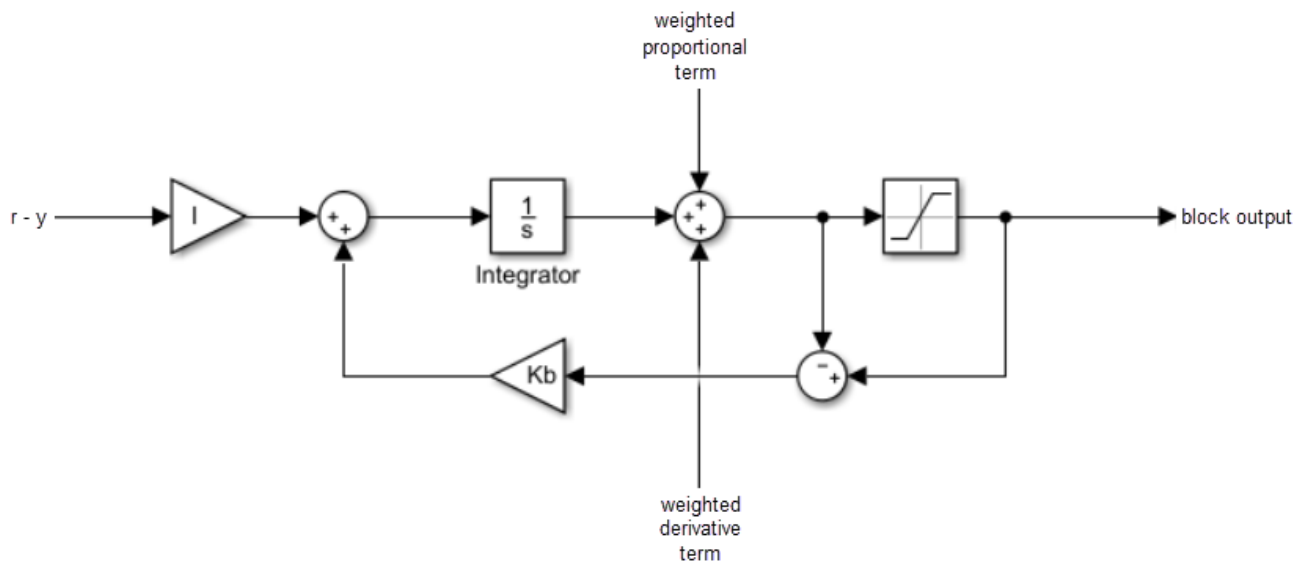 weighted
proportional
term
r - y
I
+
+
1
s
Integrator
+
+
+
block output
Kb
−
+
weighted
derivative
term